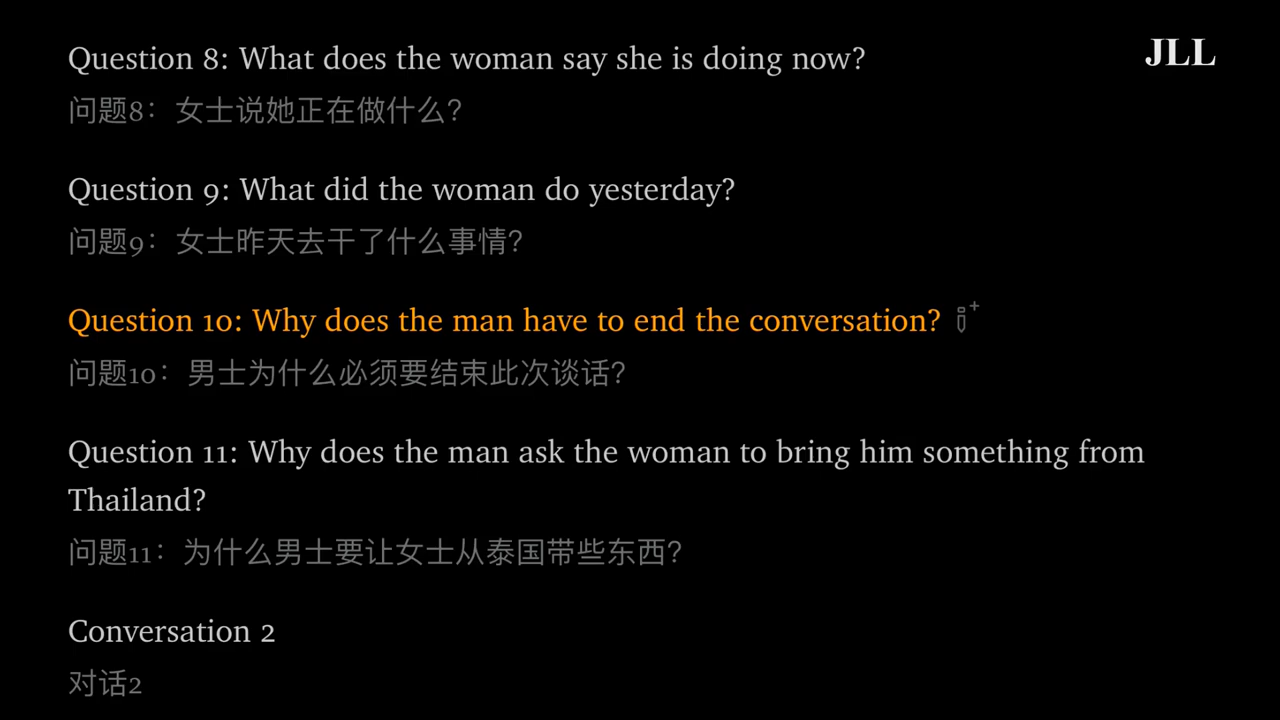 JLL
Question 8: What does the woman say she is doing now?
问题8：女士说她正在做什么？
Question 9: What did the woman do yesterday?
问题9：女士昨天去干了什么事情？
Question 10: Why does the man have to end the conversation?
问题10：男士为什么必须要结束此次谈话？
Question 11: Why does the man ask the woman to bring him something from
Thailand?
问题11：为什么男士要让女士从泰国带些东西？
Conversation 2
对话2